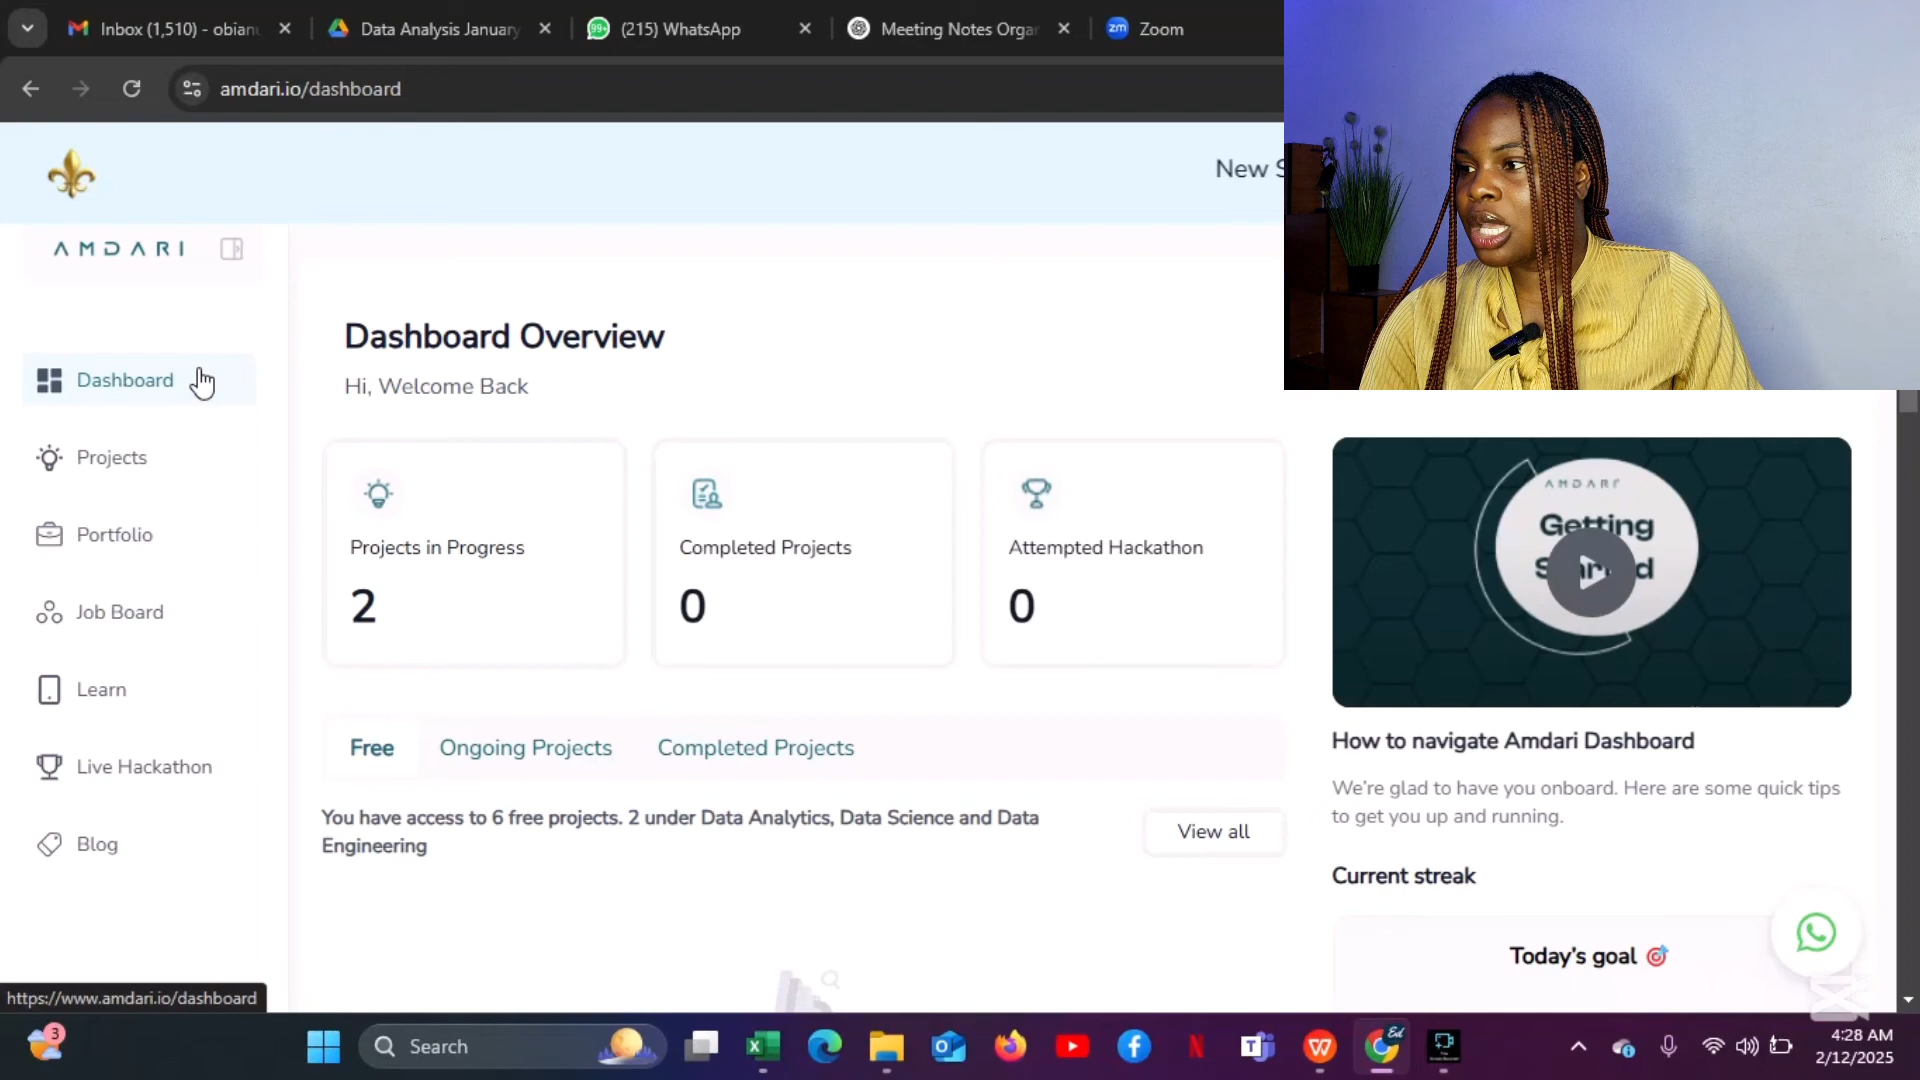 Inbox (1,510) - obian
Data Analysis January
(215) WhatsApp
Meeting Notes Orga
zm Zoom
amdari.io/dashboard
New S
AMDARI
Dashboard
Projects
Portfolio
Job Board
Learn
Live Hackathon
Blog
Dashboard Overview
Hi, Welcome Back
Projects in Progress
2
Completed Projects
0
Attempted Hackathon
0
Free
Ongoing Projects
Completed Projects
You have access to 6 free projects. 2 under Data Analytics, Data Science and Data
Engineering
View all
AMDARI
Getting
How to navigate Amdari Dashboard
We're glad to have you onboard. Here are some quick tips
to get you up and running.
Current streak
Today's goal
https://www.amdari.io/dashboard
3
Search
Ed
4:28 AM
2/12/2025